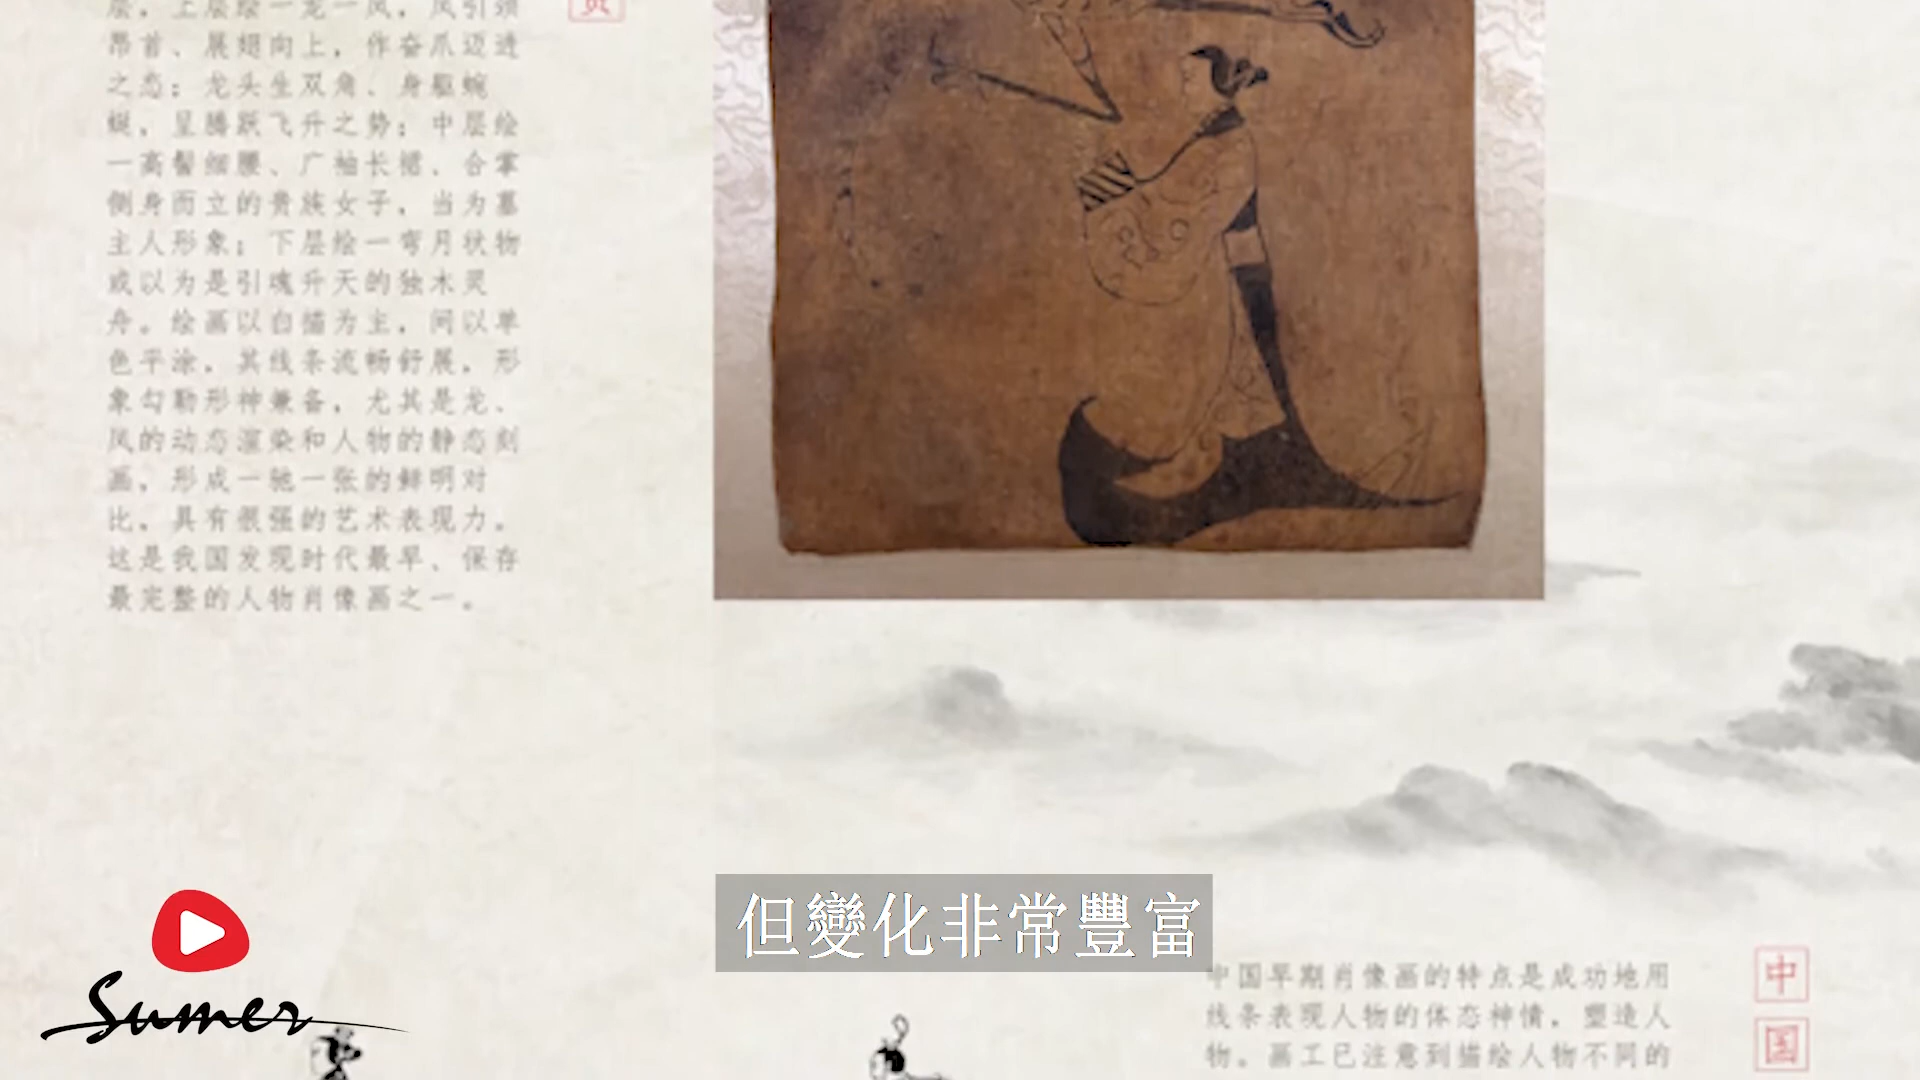 层，上层绘一龙一凤，凤引颈
昂首、展翅向上，作奋爪迈进
之态；龙头生双角、身躯蜿
蜒，呈腾跃飞升之势；中层绘
一高髻细腰、广袖长裙、合掌
侧身而立的贵族女子，当为墓
主人形象；下层绘一弯月状物
或以为是引魂升天的独木灵
舟。绘画以白描为主，间以单
色平涂，其线条流畅舒展，形
象勾勒形神兼备，尤其是龙、
凤的动态渲染和人物的静态刻
画，形成一驰一张的鲜明对
比，具有很强的艺术表现力。
这是我国发现时代最早、保存
最完整的人物肖像画之一。
但變化非常豐富
Sumer
中国早期肖像画的特点是成功地用
线条表现人物的体态神情，塑造人
物。画工已注意到描绘人物不同的
中
国